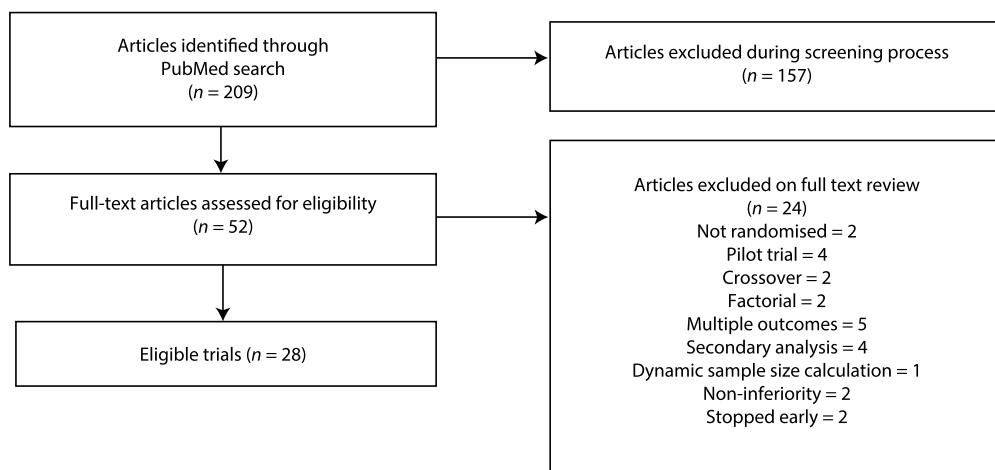 Articles identified through
PubMed search
(n = 209)
Articles excluded during screening process
(n = 157)
Full-text articles assessed for eligibility
(n = 52)
Articles excluded on full text review
(n = 24)
Not randomised = 2
Pilot trial = 4
Crossover = 2
Factorial = 2
Multiple outcomes = 5
Secondary analysis = 4
Dynamic sample size calculation = 1
Non-inferiority = 2
Stopped early = 2
Eligible trials (n = 28)